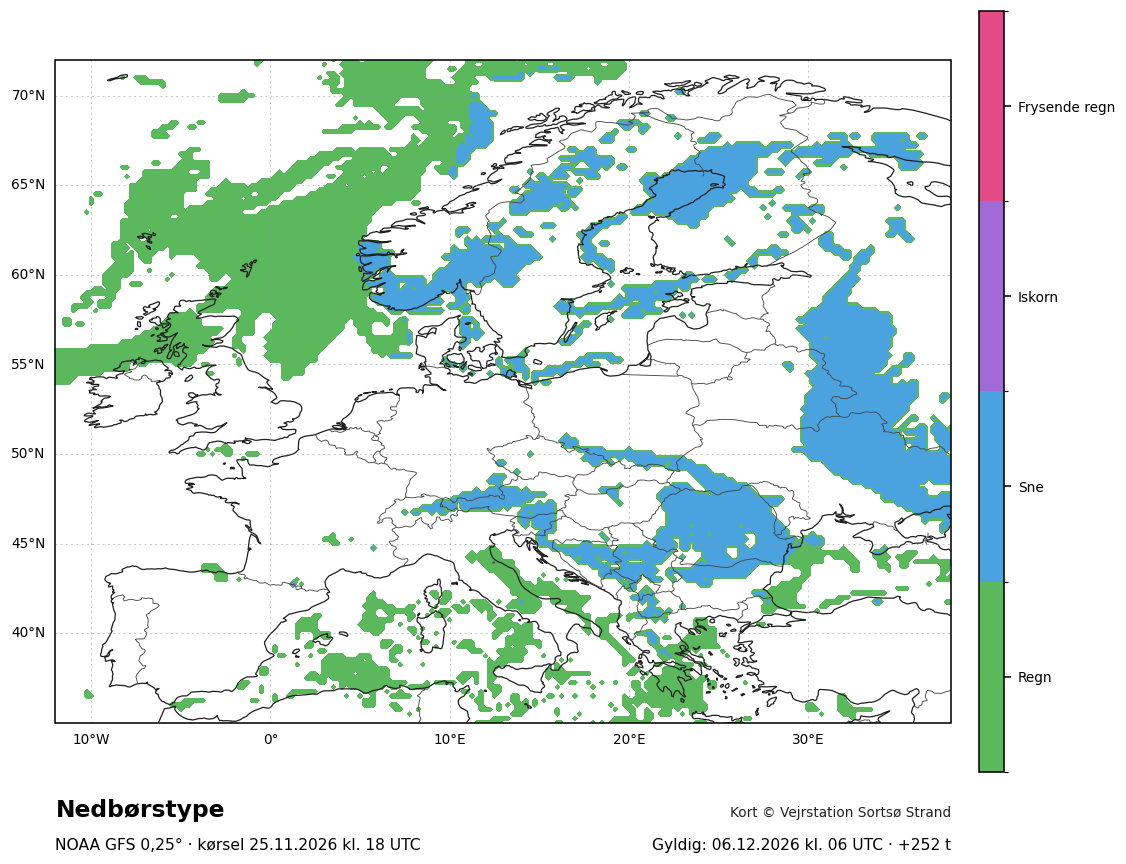 70°N
65°N
60°N
55°N
50°N
45°N
40°N
10°W
0°
10°E
20°E
30°E
Frysende regn
Iskorn
Sne
Regn
Nedbørstype
Kort © Vejrstation Sortsø Strand
NOAA GFS 0,25° · kørsel 25.11.2026 kl. 18 UTC
Gyldig: 06.12.2026 kl. 06 UTC · +252 t